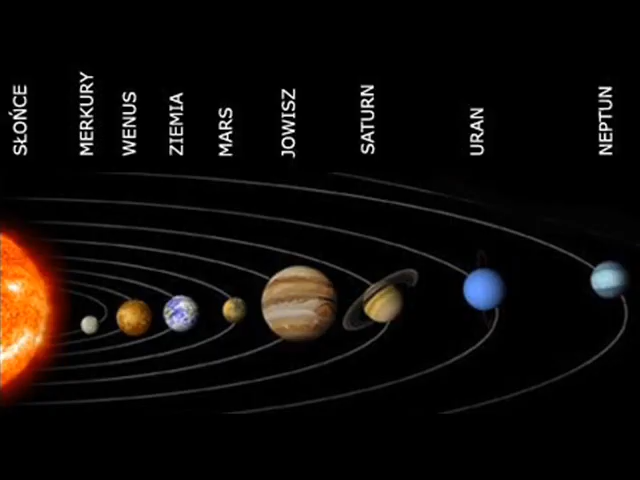 SŁOŃCE
MERKURY
WENUS
ZIEMIA
MARS
JOWISZ
SATURN
URAN
NEPTUN